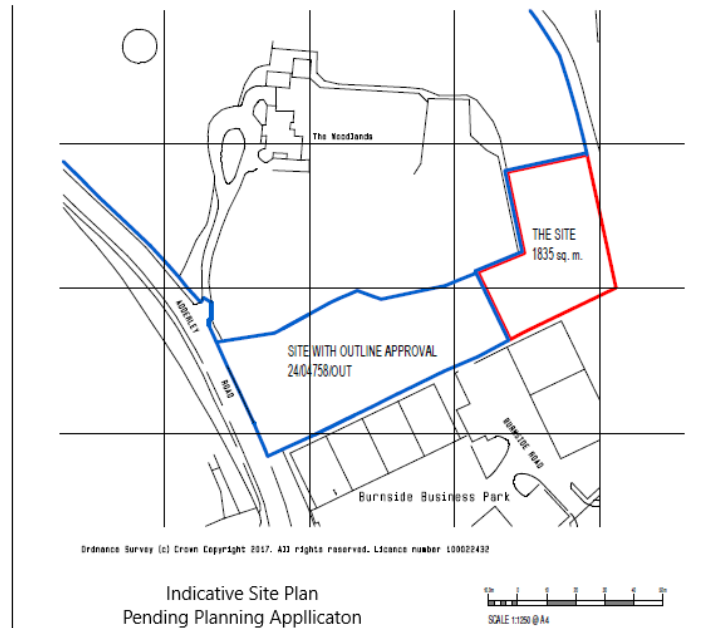 The Woodlands
THE SITE
1835 sq. m.
ADDERLEY
ROAD
SITE WITH OUTLINE APPROVAL
24/04758/OUT
BURNSIDE ROAD
Burnside Business Park
Ordnance Survey (c) Crown Copyright 2017. All rights reserved. Licence number 100022432
Indicative Site Plan
Pending Planning Appllicaton
SCALE 1:1250 @ A4